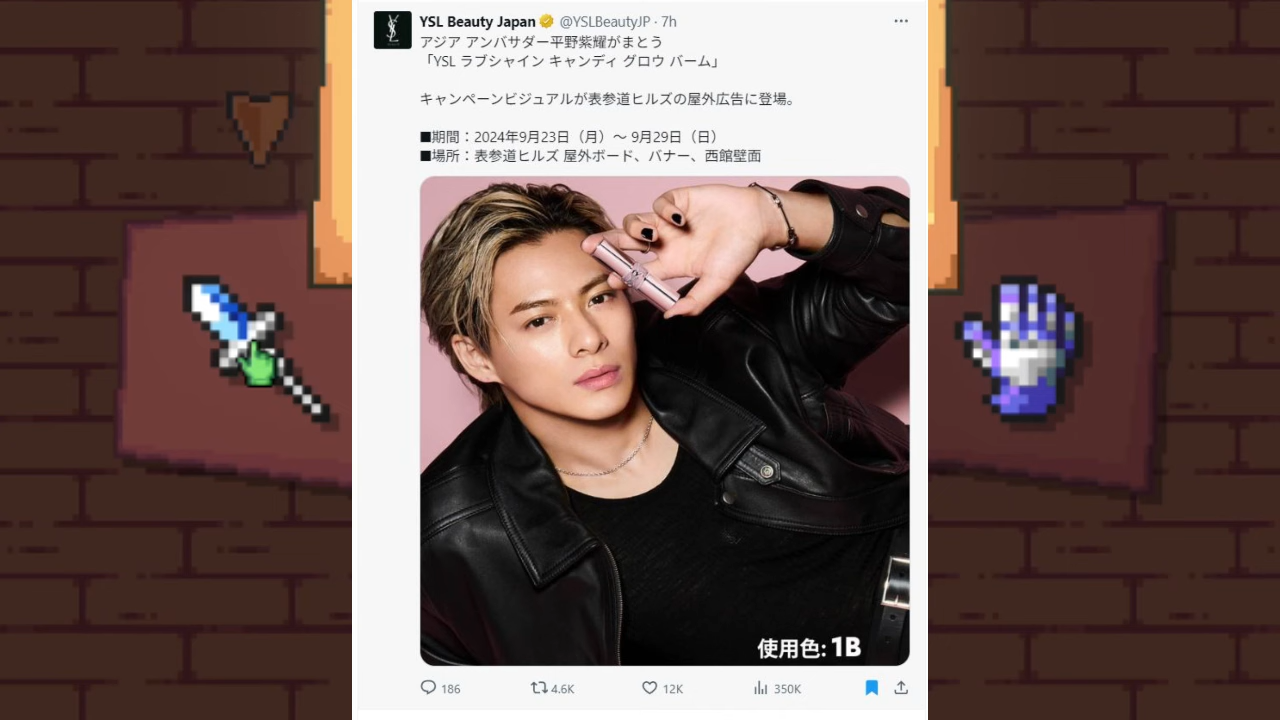 YSL Beauty Japan @YSLBeautyJP · 7h
アジア アンバサダー平野紫耀がまとう
「YSL ラブシャイン キャンディ グロウ バーム」
キャンペーンビジュアルが表参道ヒルズの屋外広告に登場。
■期間：2024年9月23日（月）～ 9月29日（日）
■場所：表参道ヒルズ 屋外ボード、バナー、西館壁面
使用色: 1B
186 4.6K 12K 350K